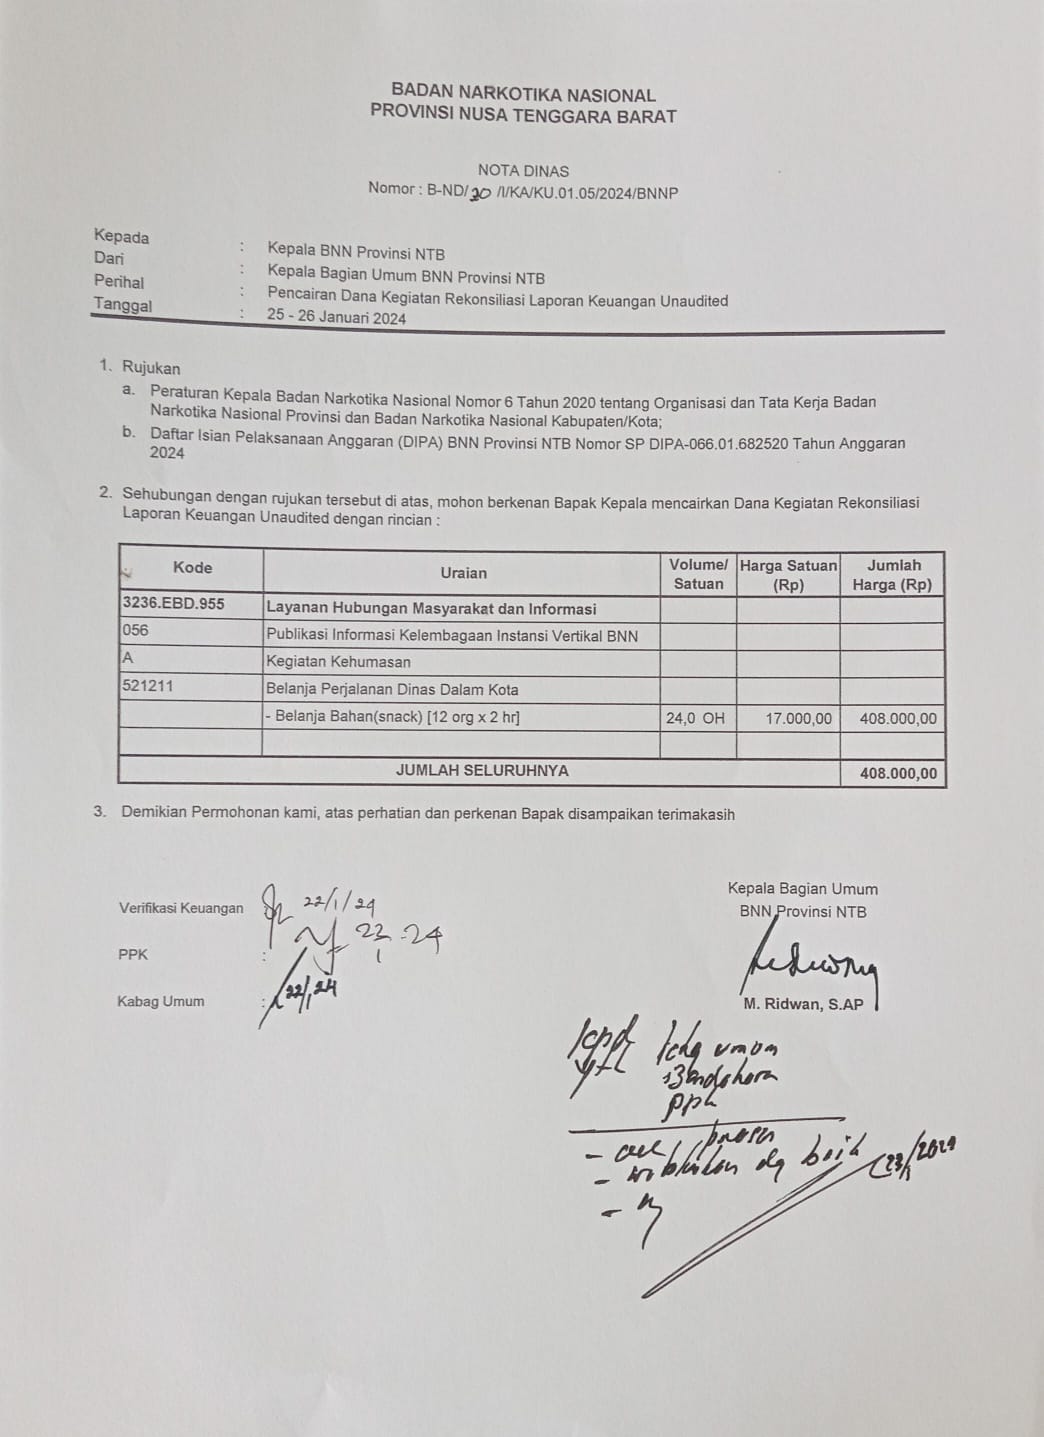 BADAN NARKOTIKA NASIONAL
PROVINSI NUSA TENGGARA BARAT
NOTA DINAS
Nomor : B-ND/ 20 /I/KA/KU.01.05/2024/BNNP
Kepada : Kepala BNN Provinsi NTB
Dari : Kepala Bagian Umum BNN Provinsi NTB
Perihal : Pencairan Dana Kegiatan Rekonsiliasi Laporan Keuangan Unaudited
Tanggal : 25 - 26 Januari 2024
1. Rujukan
a. Peraturan Kepala Badan Narkotika Nasional Nomor 6 Tahun 2020 tentang Organisasi dan Tata Kerja Badan
Narkotika Nasional Provinsi dan Badan Narkotika Nasional Kabupaten/Kota;
b. Daftar Isian Pelaksanaan Anggaran (DIPA) BNN Provinsi NTB Nomor SP DIPA-066.01.682520 Tahun Anggaran
2024
2. Sehubungan dengan rujukan tersebut di atas, mohon berkenan Bapak Kepala mencairkan Dana Kegiatan Rekonsiliasi
Laporan Keuangan Unaudited dengan rincian :
Kode Uraian Volume/ Satuan Harga Satuan (Rp) Jumlah Harga (Rp)
3236.EBD.955 Layanan Hubungan Masyarakat dan Informasi
056 Publikasi Informasi Kelembagaan Instansi Vertikal BNN
A Kegiatan Kehumasan
521211 Belanja Perjalanan Dinas Dalam Kota
- Belanja Bahan(snack) [12 org x 2 hr] 24,0 OH 17.000,00 408.000,00
JUMLAH SELURUHNYA 408.000,00
3. Demikian Permohonan kami, atas perhatian dan perkenan Bapak disampaikan terimakasih
Kepala Bagian Umum
BNN Provinsi NTB
Verifikasi Keuangan 22/1/24
PPK : 22/1-24
Kabag Umum : 22/1 24
M. Ridwan, S.AP
umum
Bendahara
PPK
- acc
- dg baik 23/1/2024